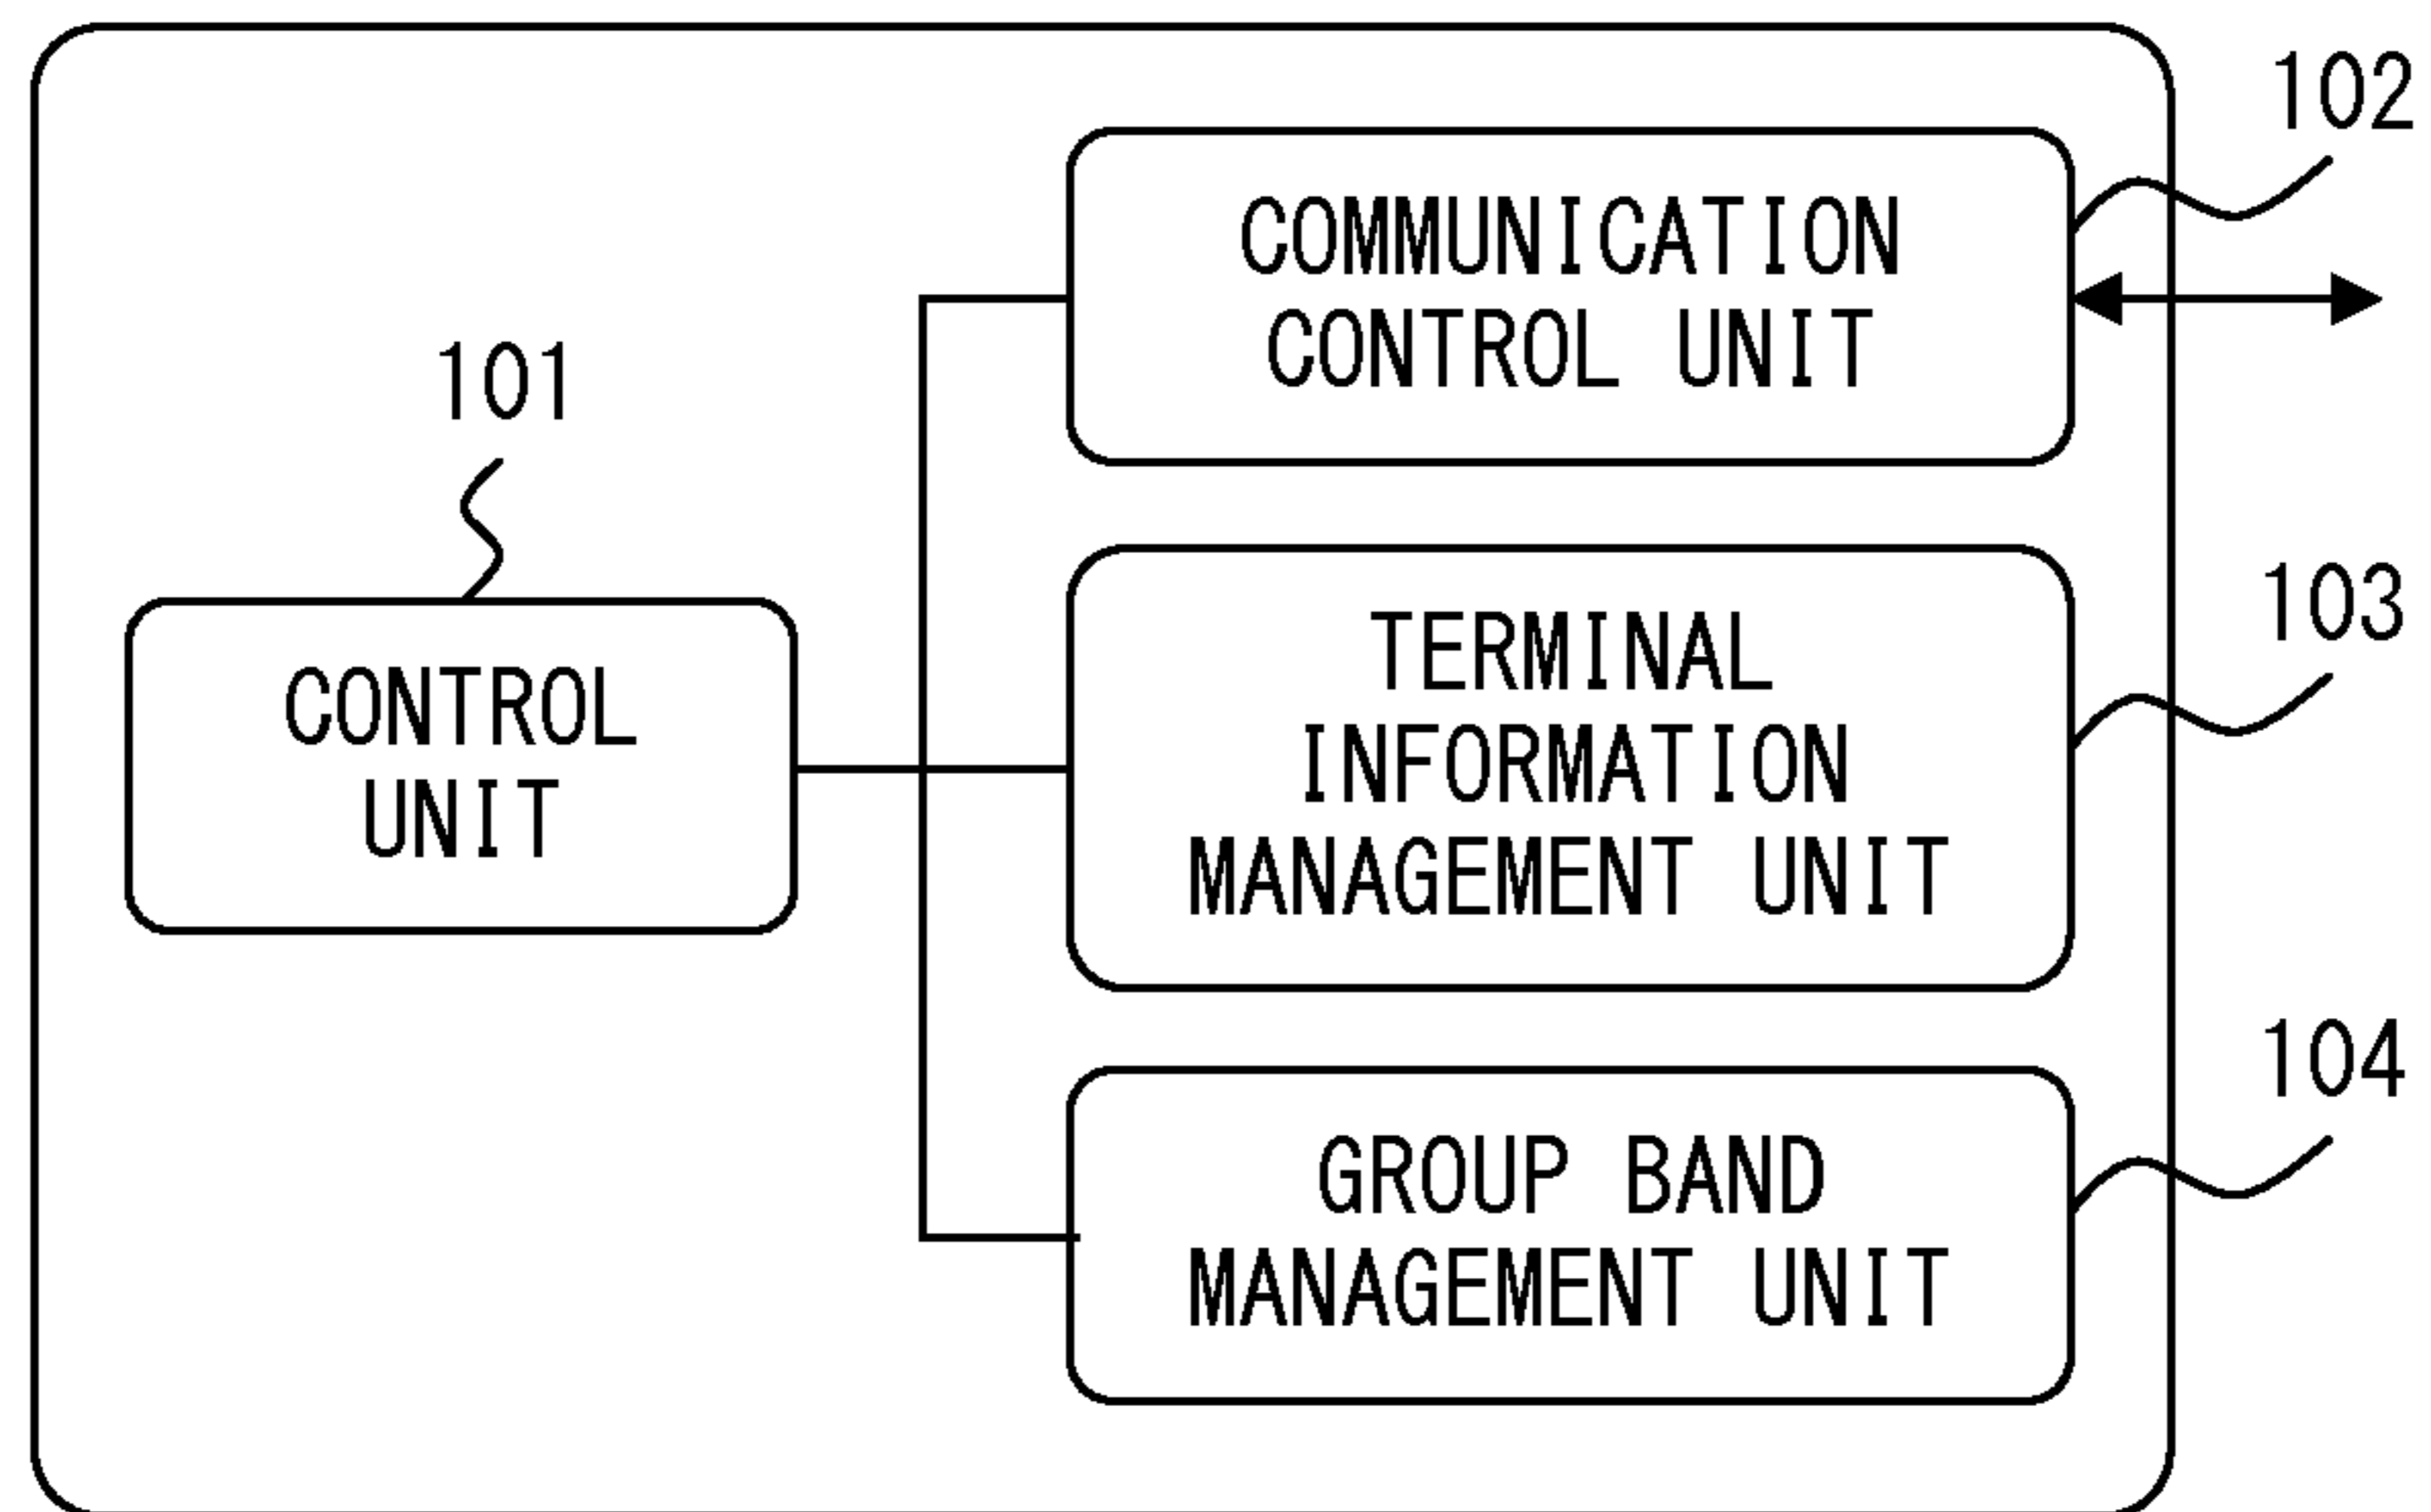 102
COMMUNICATION
CONTROL UNIT
101
CONTROL
UNIT
103
TERMINAL
INFORMATION
MANAGEMENT UNIT
104
GROUP BAND
MANAGEMENT UNIT